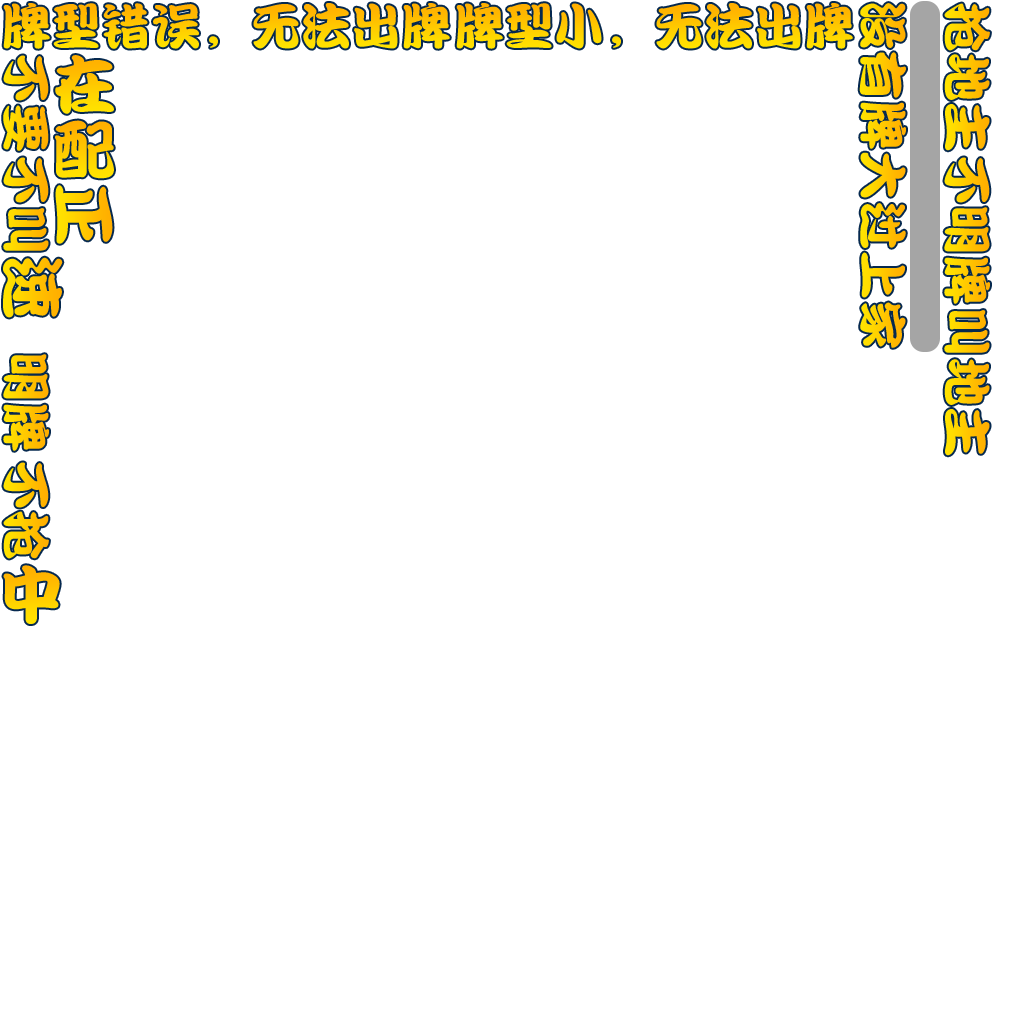 牌型错误，无法出牌
牌型小，无法出牌
没有牌大过上家
抢地主
不明牌
叫地主
不要
不叫
在
配
正
速
明牌
不抢
中